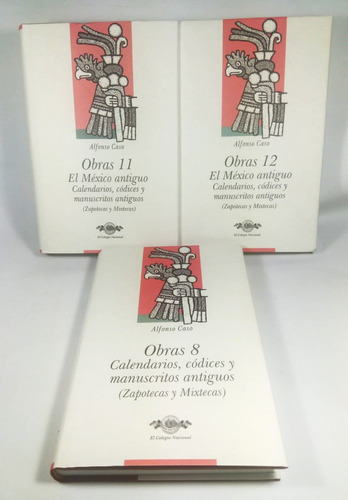 Alfonso Caso
Obras 11
El México antiguo
Calendarios, códices y
manuscritos antiguos
(Zapotecas y Mixtecas)
El Colegio Nacional
Alfonso Caso
Obras 12
El México antiguo
Calendarios, códices y
manuscritos antiguos
(Zapotecas y Mixtecas)
El Colegio Nacional
Alfonso Caso
Obras 8
Calendarios, códices y
manuscritos antiguos
(Zapotecas y Mixtecas)
El Colegio Nacional